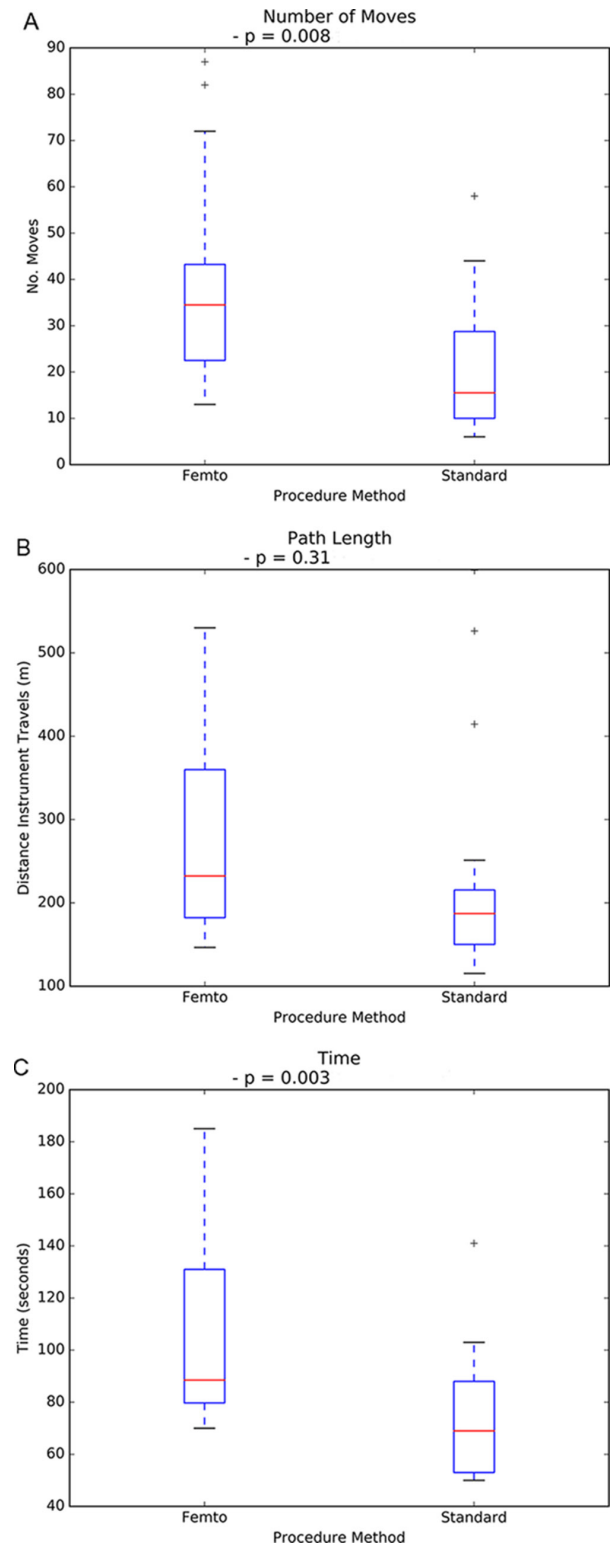 A
Number of Moves
- p = 0.008
90
80
70
60
50
40
30
20
10
0
No. Moves
Femto
Standard
Procedure Method
B
Path Length
- p = 0.31
600
500
400
300
200
100
Distance Instrument Travels (m)
Femto
Standard
Procedure Method
C
Time
- p = 0.003
200
180
160
140
120
100
80
60
40
Time (seconds)
Femto
Standard
Procedure Method